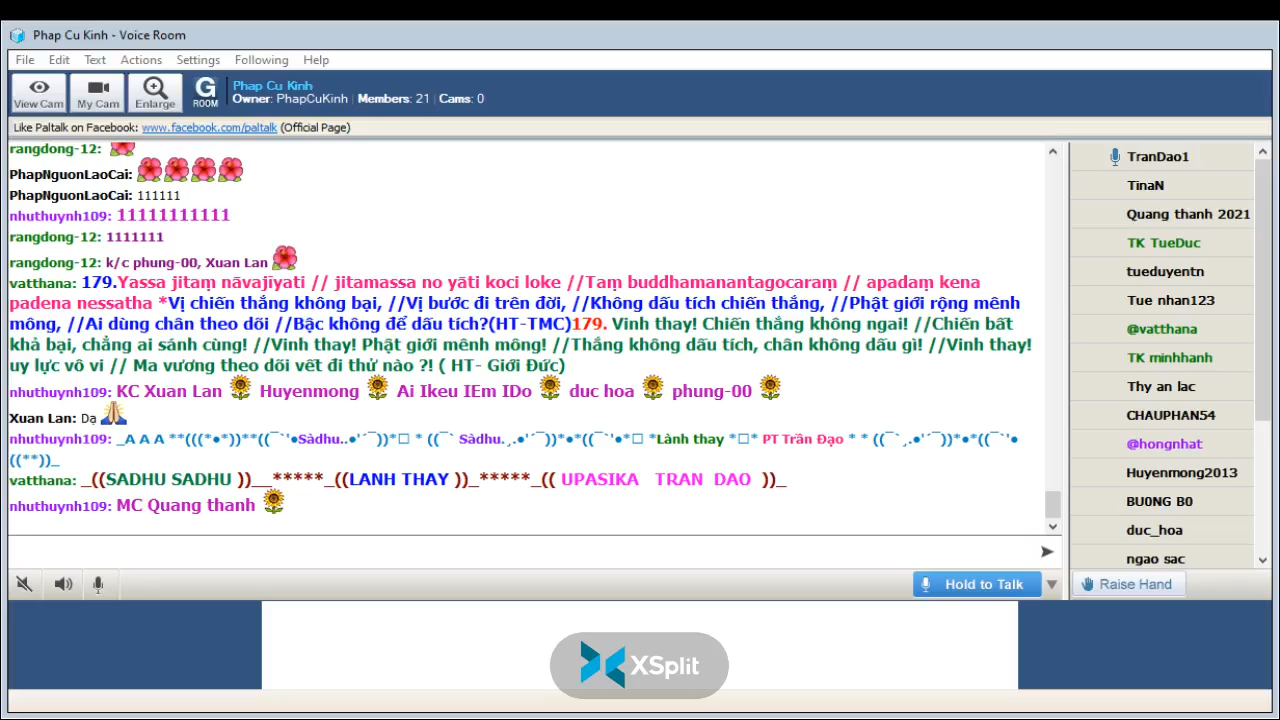 Phap Cu Kinh - Voice Room
File Edit Text Actions Settings Following Help
View Cam My Cam Enlarge G ROOM
Phap Cu Kinh
Owner: PhapCuKinh | Members: 21 | Cams: 0
Like Paltalk on Facebook: www.facebook.com/paltalk (Official Page)
rangdong-12:
PhapNguonLaoCai:
PhapNguonLaoCai: 111111
nhuthuynh109: 11111111111
rangdong-12: 1111111
rangdong-12: k/c phung-00, Xuan Lan
vatthana: 179.Yassa jitaṃ nāvajīyati // jitamassa no yāti koci loke //Taṃ buddhamanantagocaraṃ // apadaṃ kena
padena nessatha *Vị chiến thắng không bại, //Vị bước đi trên đời, //Không dấu tích chiến thắng, //Phật giới rộng mênh
mông, //Ai dùng chân theo dõi //Bậc không để dấu tích?(HT-TMC)179. Vinh thay! Chiến thắng không ngai! //Chiến bất
khả bại, chẳng ai sánh cùng! //Vinh thay! Phật giới mênh mông! //Thắng không dấu tích, chân không dấu gì! //Vinh thay!
uy lực vô vi // Ma vương theo dõi vết đi thử nào ?! ( HT- Giới Đức)
nhuthuynh109: KC Xuan Lan Huyenmong Ai Ikeu IEm IDo duc hoa phung-00
Xuan Lan: Dạ
nhuthuynh109: _A A A **(((*●*))**((¯`'●Sàdhu..●'´¯))*□ * ((¯` Sàdhu.¸.●'´¯))*●*((¯`'●*□ *Lành thay *□* PT Trần Đạo * * ((¯`¸.●'´¯))*●*((¯`'●
((**))_
vatthana: _((SADHU SADHU ))__*****_((LANH THAY ))_*****_(( UPASIKA TRAN DAO ))_
nhuthuynh109: MC Quang thanh
TranDao1
TinaN
Quang thanh 2021
TK TueDuc
tueduyentn
Tue nhan123
@vatthana
TK minhhanh
Thy an lac
CHAUPHAN54
@hongnhat
Huyenmong2013
BU0NG B0
duc_hoa
ngao sac
Hold to Talk
Raise Hand
XSplit